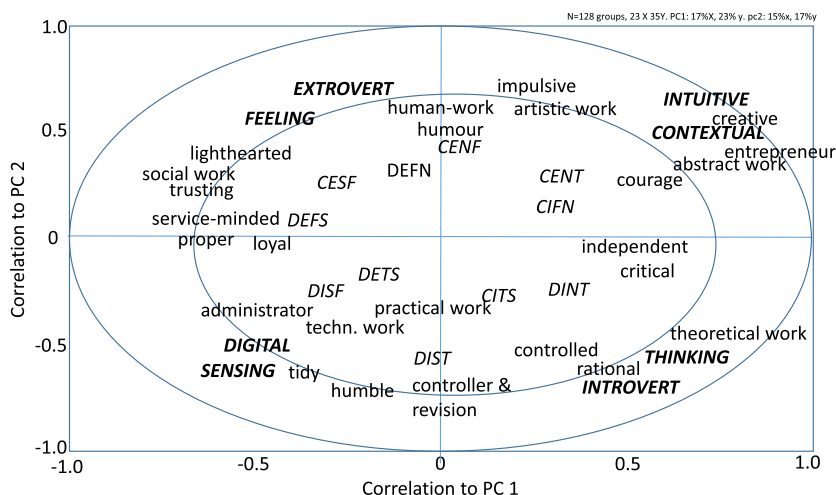 N=128 groups, 23 X 35Y. PC1: 17%X, 23% y. pc2: 15%x, 17%y
1.0
EXTROVERT
impulsive
INTUITIVE
human-work
artistic work
creative
FEELING
0.5
humour
CONTEXTUAL
CENF
lighthearted
entrepreneur
abstract work
DEFN
social work
CESF
CENT
courage
trusting
CIFN
service-minded
DEFS
0
proper
loyal
independent
critical
DETS
DISF
CITS
DINT
administrator
practical work
techn. work
theoretical work
-0.5
DIGITAL
DIST
controlled
THINKING
SENSING
tidy
rational
humble
controller &
INTROVERT
revision
-1.0
-1.0
-0.5
0
0.5
1.0
Correlation to PC 1
Correlation to PC 2